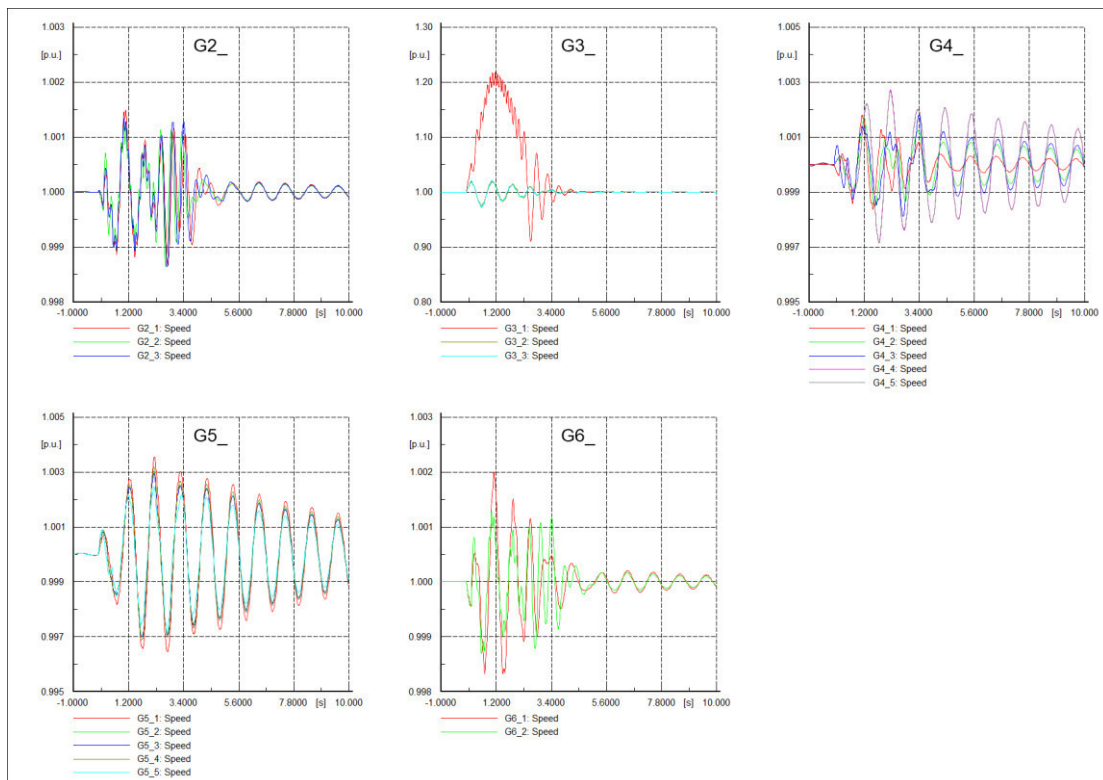 G2_
1.003
[p.u.]
1.002
1.001
1.000
0.999
0.998
-1.0000 1.2000 3.4000 5.6000 7.8000 [s] 10.000
G2_1: Speed
G2_2: Speed
G2_3: Speed
G3_
1.30
[p.u.]
1.20
1.10
1.00
0.90
0.80
-1.0000 1.2000 3.4000 5.6000 7.8000 [s] 10.000
G3_1: Speed
G3_2: Speed
G3_3: Speed
G4_
1.005
[p.u.]
1.003
1.001
0.999
0.997
0.995
-1.0000 1.2000 3.4000 5.6000 7.8000 [s] 10.000
G4_1: Speed
G4_2: Speed
G4_3: Speed
G4_4: Speed
G4_5: Speed
G5_
1.005
[p.u.]
1.003
1.001
0.999
0.997
0.995
-1.0000 1.2000 3.4000 5.6000 7.8000 [s] 10.000
G5_1: Speed
G5_2: Speed
G5_3: Speed
G5_4: Speed
G5_5: Speed
G6_
1.003
[p.u.]
1.002
1.001
1.000
0.999
0.998
-1.0000 1.2000 3.4000 5.6000 7.8000 [s] 10.000
G6_1: Speed
G6_2: Speed